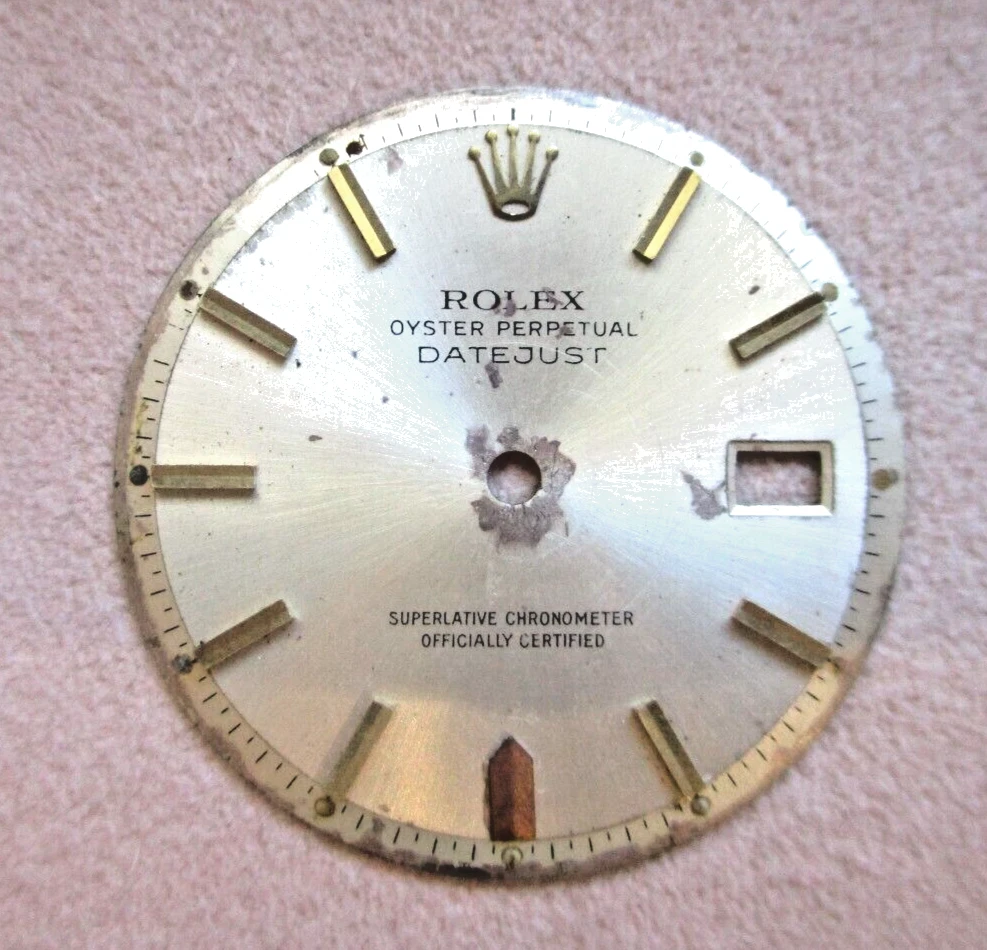 ROLEX
OYSTER PERPETUAL
DATEJUST
SUPERLATIVE CHRONOMETER
OFFICIALLY CERTIFIED